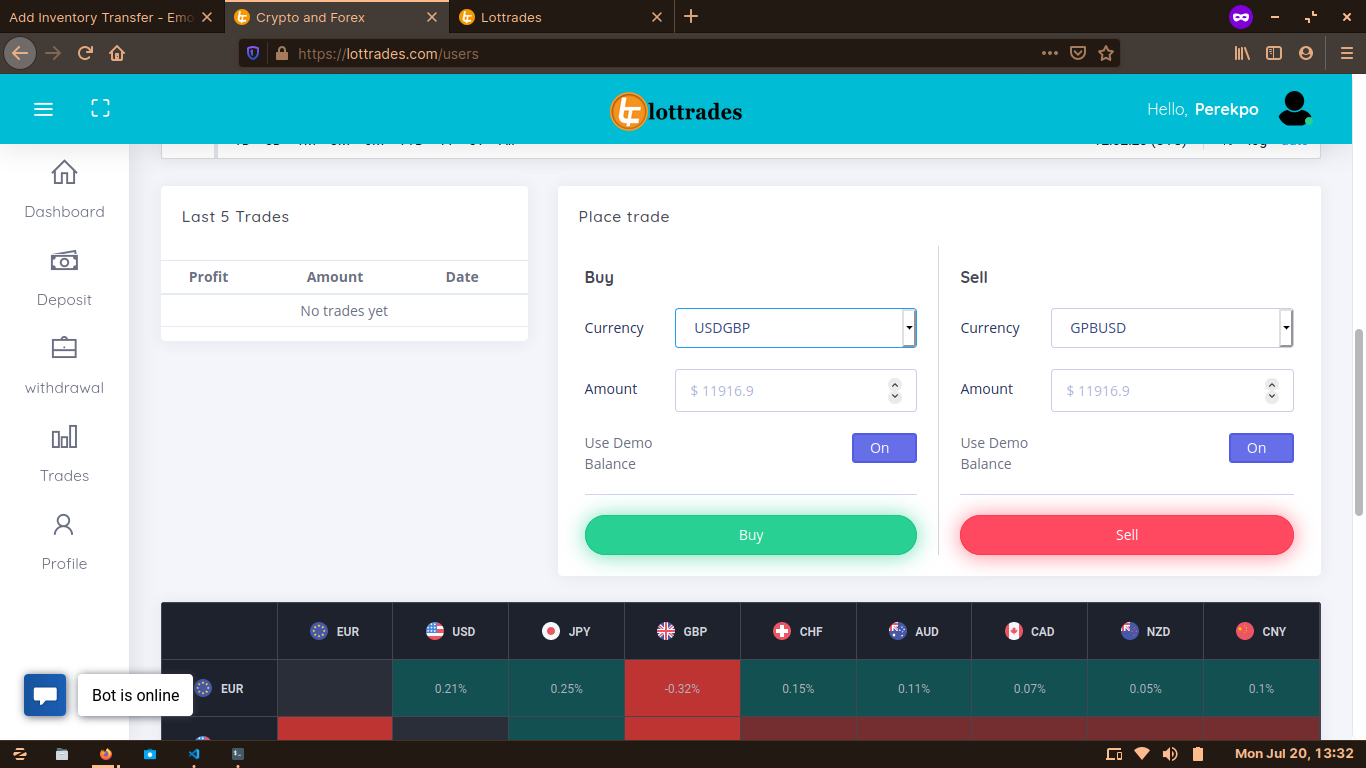 Add Inventory Transfer - Emo
Crypto and Forex
Lottrades
https://lottrades.com/users
lottrades
Hello, Perekpo
Dashboard
Deposit
withdrawal
Trades
Profile
Last 5 Trades
Profit Amount Date
No trades yet
Place trade
Buy
Currency USDGBP
Amount $ 11916.9
Use Demo
Balance
On
Buy
Sell
Currency GPBUSD
Amount $ 11916.9
Use Demo
Balance
On
Sell
EUR USD JPY GBP CHF AUD CAD NZD CNY
EUR 0.21% 0.25% -0.32% 0.15% 0.11% 0.07% 0.05% 0.1%
Bot is online
Mon Jul 20, 13:32